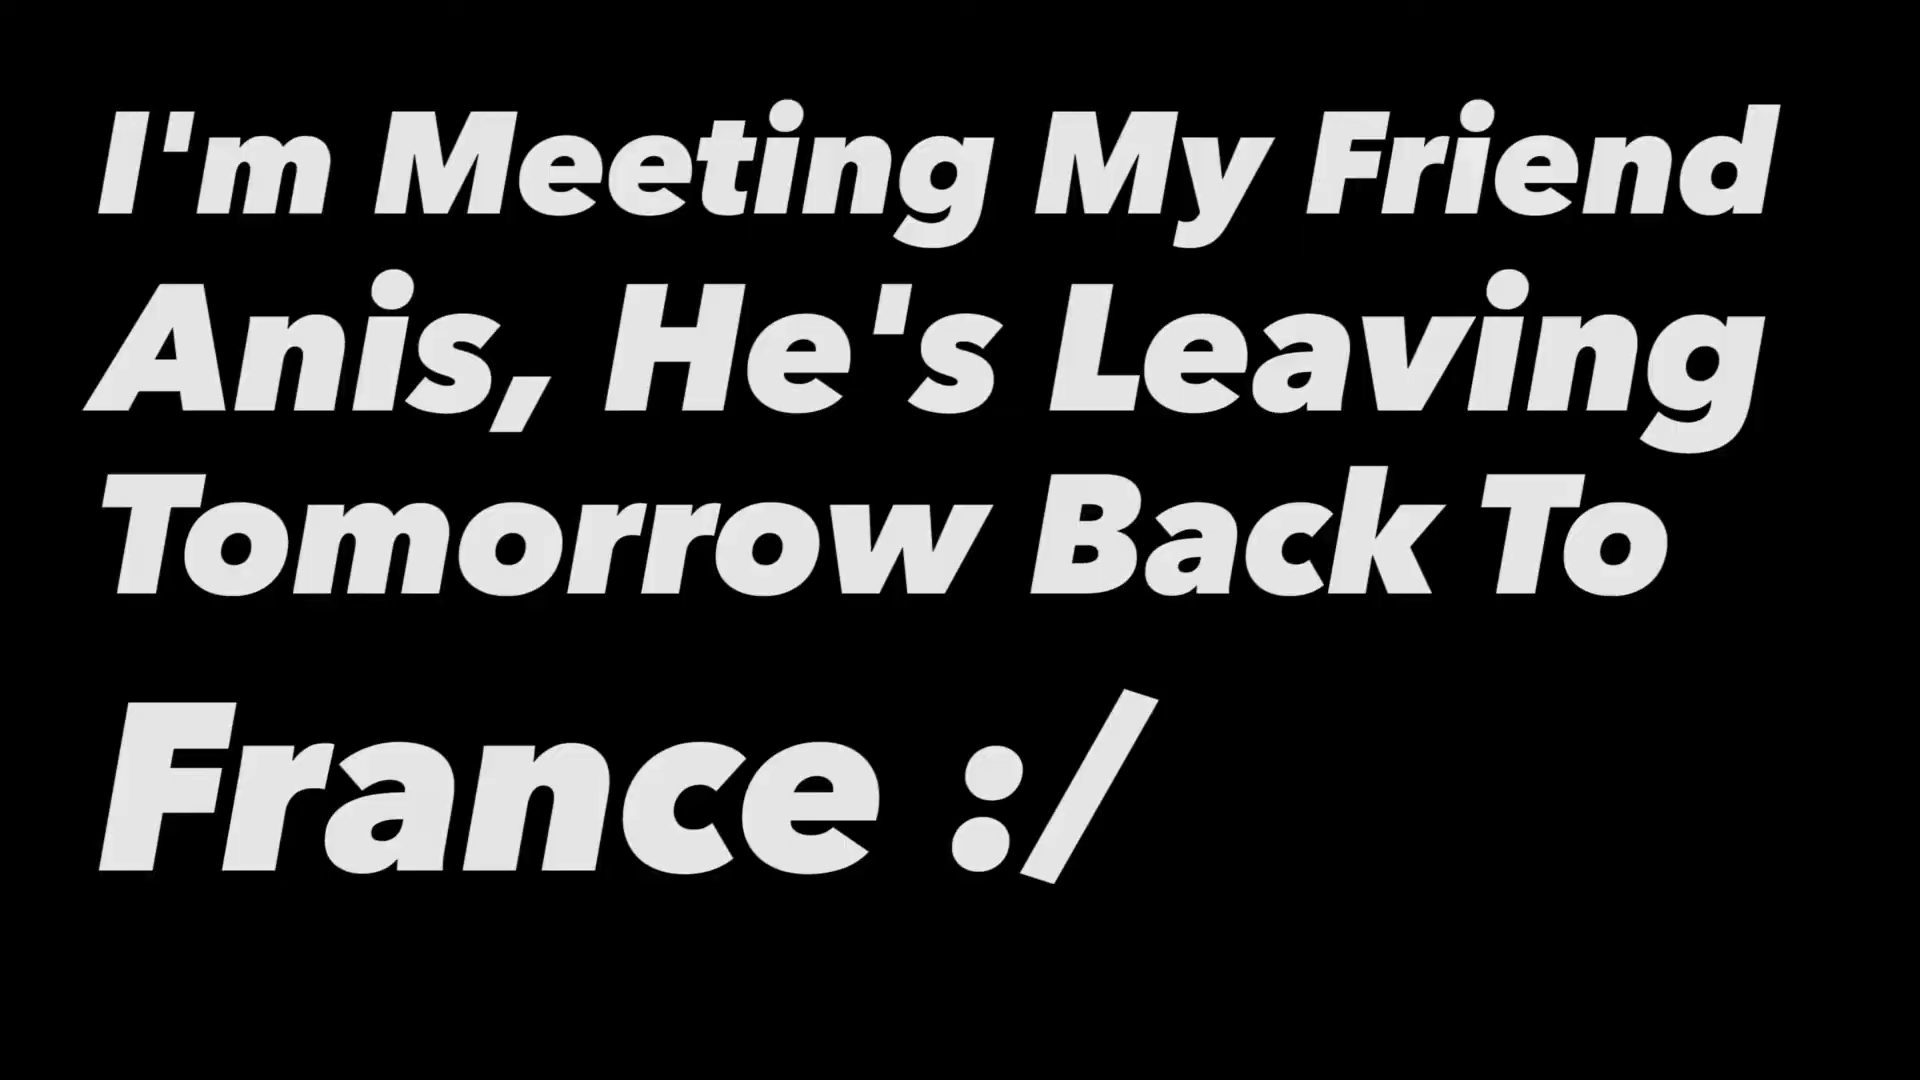 I'm Meeting My Friend
Anis, He's Leaving
Tomorrow Back To
France :/